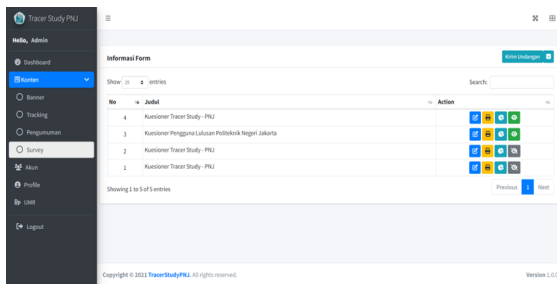 Tracer Study PNJ
Hello, Admin
Dashboard
Konten
Banner
Tracking
Pengumuman
Survey
Akun
Profile
UMR
Logout
Informasi Form
Kirim Undangan
Show 25 entries
Search:
No Judul Action
4 Kuesioner Tracer Study - PNJ
3 Kuesioner Pengguna Lulusan Politeknik Negeri Jakarta
2 Kuesioner Tracer Study - PNJ
1 Kuesioner Tracer Study - PNJ
Showing 1 to 5 of 5 entries
Previous 1 Next
Copyright © 2021 TracerStudyPNJ. All rights reserved.
Version 1.0.0